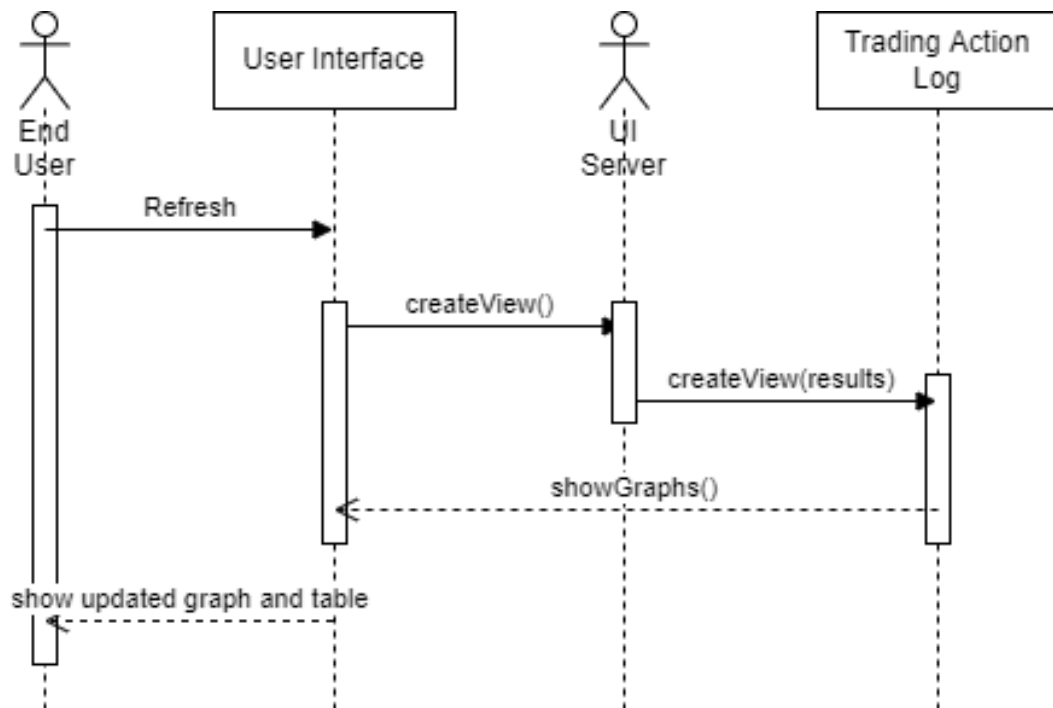 User Interface
Trading Action
Log
End
User
UI
Server
Refresh
createView()
createView(results)
showGraphs()
show updated graph and table